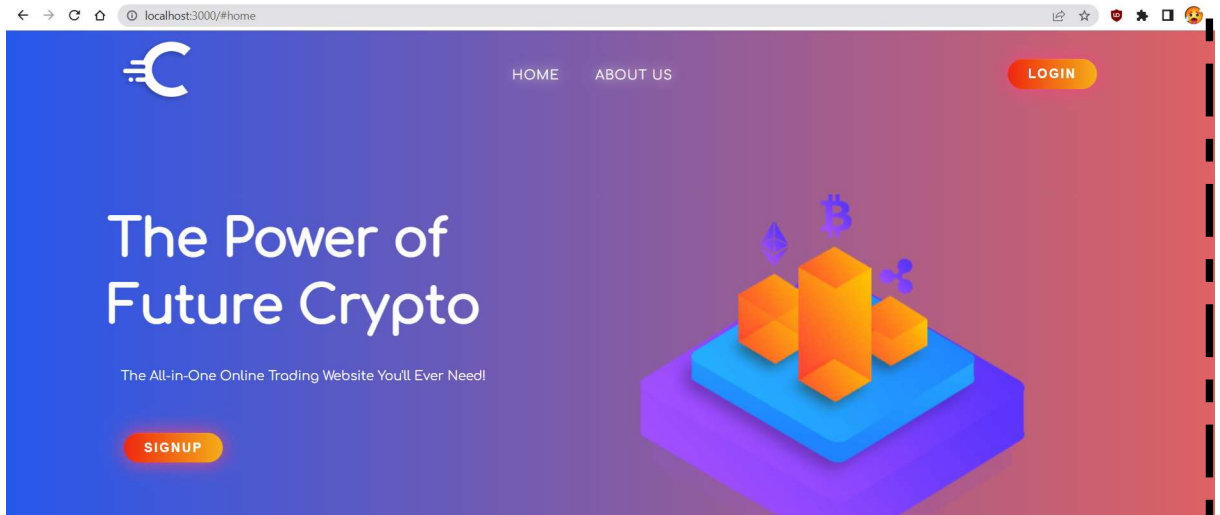 localhost:3000/#home
HOME ABOUT US LOGIN
The Power of
Future Crypto
The All-in-One Online Trading Website You'll Ever Need!
SIGNUP